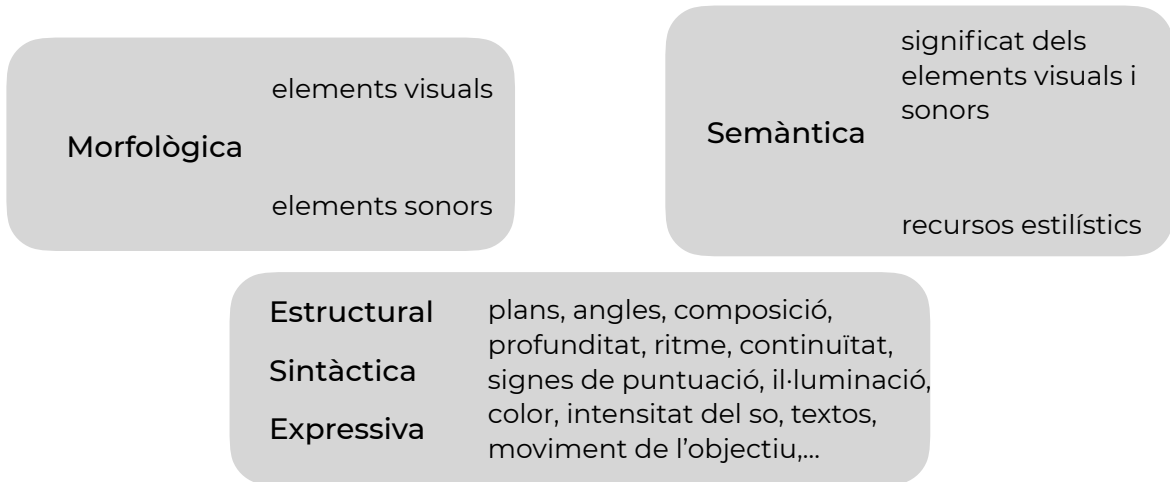 Morfològica
elements visuals
elements sonors
Semàntica
significat dels
elements visuals i
sonors
recursos estilístics
Estructural
Sintàctica
Expressiva
plans, angles, composició,
profunditat, ritme, continuïtat,
signes de puntuació, il·luminació,
color, intensitat del so, textos,
moviment de l’objectiu,...